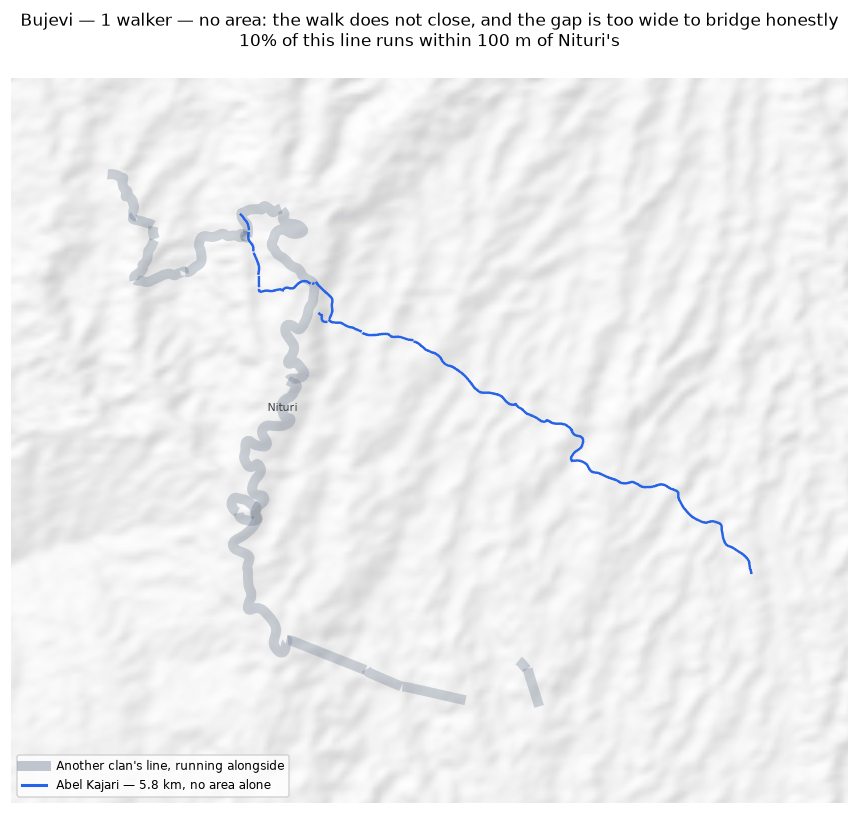 Bujevi — 1 walker — no area: the walk does not close, and the gap is too wide to bridge honestly
10% of this line runs within 100 m of Nituri's
Nituri
Another clan's line, running alongside
Abel Kajari — 5.8 km, no area alone